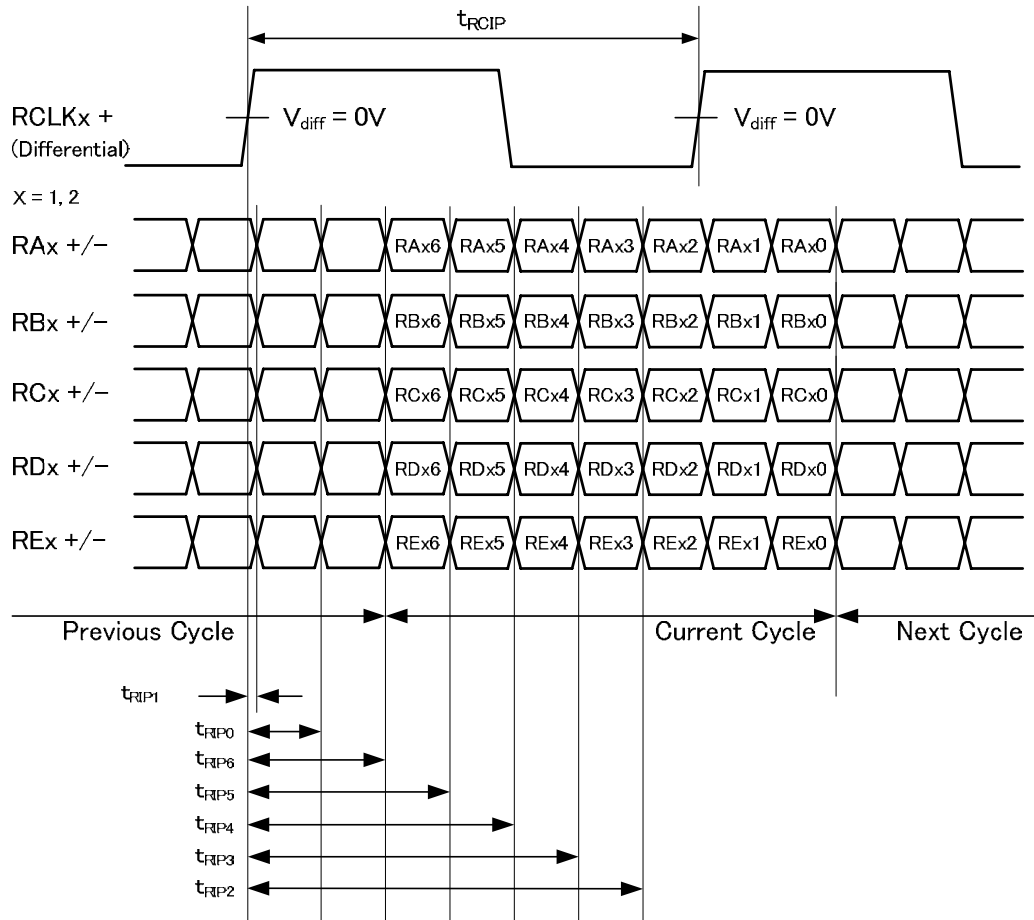 tRCIP
RCLKx +
(Differential)
Vdiff = 0V
Vdiff = 0V
X = 1, 2
RAx +/-
RAx6 RAx5 RAx4 RAx3 RAx2 RAx1 RAx0
RBx +/-
RBx6 RBx5 RBx4 RBx3 RBx2 RBx1 RBx0
RCx +/-
RCx6 RCx5 RCx4 RCx3 RCx2 RCx1 RCx0
RDx +/-
RDx6 RDx5 RDx4 RDx3 RDx2 RDx1 RDx0
REx +/-
REx6 REx5 REx4 REx3 REx2 REx1 REx0
Previous Cycle Current Cycle Next Cycle
tRIP1
tRIP0
tRIP6
tRIP5
tRIP4
tRIP3
tRIP2